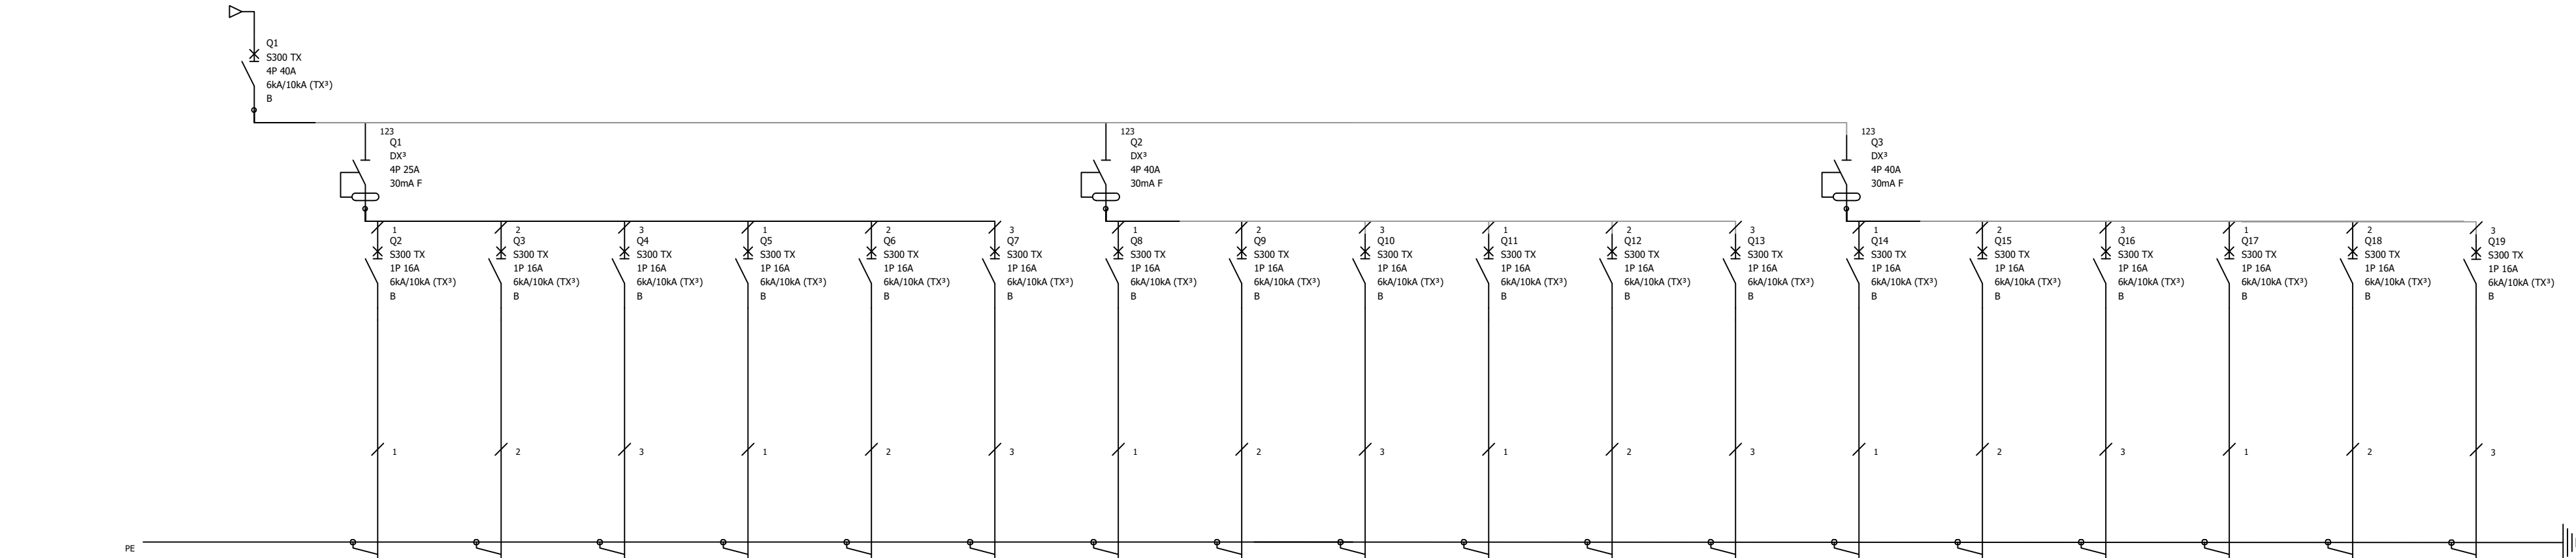 Q1
S300 TX
4P 40A
6kA/10kA (TX³)
B
123
Q1
DX³
4P 25A
30mA F
123
Q2
DX³
4P 40A
30mA F
123
Q3
DX³
4P 40A
30mA F
1
Q2
S300 TX
1P 16A
6kA/10kA (TX³)
B
2
Q3
S300 TX
1P 16A
6kA/10kA (TX³)
B
3
Q4
S300 TX
1P 16A
6kA/10kA (TX³)
B
1
Q5
S300 TX
1P 16A
6kA/10kA (TX³)
B
2
Q6
S300 TX
1P 16A
6kA/10kA (TX³)
B
3
Q7
S300 TX
1P 16A
6kA/10kA (TX³)
B
1
Q8
S300 TX
1P 16A
6kA/10kA (TX³)
B
2
Q9
S300 TX
1P 16A
6kA/10kA (TX³)
B
3
Q10
S300 TX
1P 16A
6kA/10kA (TX³)
B
1
Q11
S300 TX
1P 16A
6kA/10kA (TX³)
B
2
Q12
S300 TX
1P 16A
6kA/10kA (TX³)
B
3
Q13
S300 TX
1P 16A
6kA/10kA (TX³)
B
1
Q14
S300 TX
1P 16A
6kA/10kA (TX³)
B
2
Q15
S300 TX
1P 16A
6kA/10kA (TX³)
B
3
Q16
S300 TX
1P 16A
6kA/10kA (TX³)
B
1
Q17
S300 TX
1P 16A
6kA/10kA (TX³)
B
2
Q18
S300 TX
1P 16A
6kA/10kA (TX³)
B
3
Q19
S300 TX
1P 16A
6kA/10kA (TX³)
B
1 2 3 1 2 3 1 2 3 1 2 3 1 2 3 1 2 3
PE